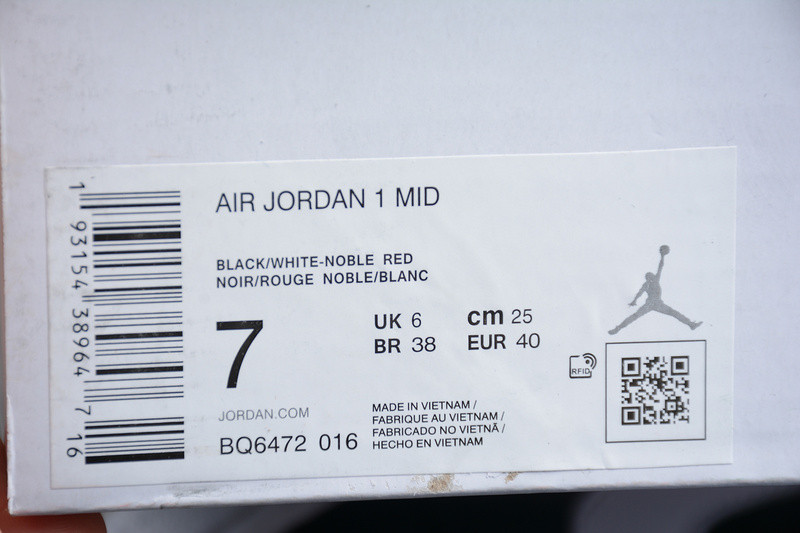 AIR JORDAN 1 MID
BLACK/WHITE-NOBLE RED
NOIR/ROUGE NOBLE/BLANC
7
UK 6 cm 25
BR 38 EUR 40
RFID
JORDAN.COM
BQ6472 016
MADE IN VIETNAM /
FABRIQUE AU VIETNAM /
FABRICADO NO VIETNÃ /
HECHO EN VIETNAM
1 93154 38964 7 16